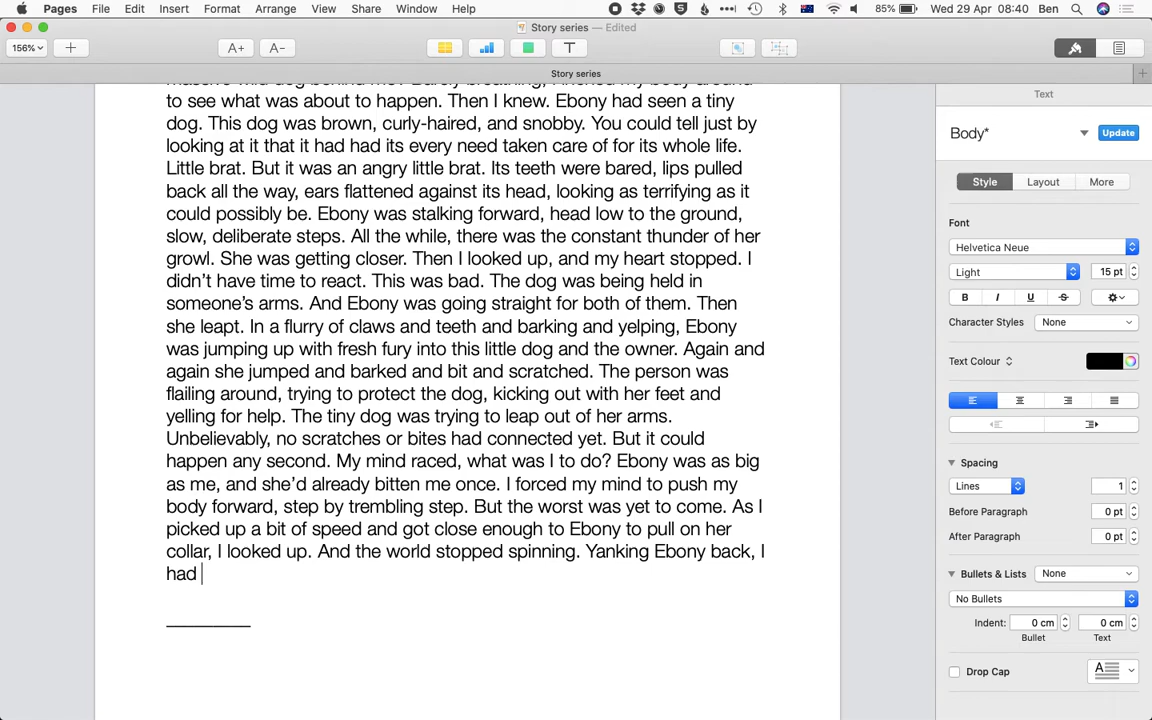 Pages File Edit Insert Format Arrange View Share Window Help 85% Wed 29 Apr 08:40 Ben
Story series — Edited
156% A+ A− T
Story series
to see what was about to happen. Then I knew. Ebony had seen a tiny
dog. This dog was brown, curly-haired, and snobby. You could tell just by
looking at it that it had had its every need taken care of for its whole life.
Little brat. But it was an angry little brat. Its teeth were bared, lips pulled
back all the way, ears flattened against its head, looking as terrifying as it
could possibly be. Ebony was stalking forward, head low to the ground,
slow, deliberate steps. All the while, there was the constant thunder of her
growl. She was getting closer. Then I looked up, and my heart stopped. I
didn’t have time to react. This was bad. The dog was being held in
someone’s arms. And Ebony was going straight for both of them. Then
she leapt. In a flurry of claws and teeth and barking and yelping, Ebony
was jumping up with fresh fury into this little dog and the owner. Again and
again she jumped and barked and bit and scratched. The person was
flailing around, trying to protect the dog, kicking out with her feet and
yelling for help. The tiny dog was trying to leap out of her arms.
Unbelievably, no scratches or bites had connected yet. But it could
happen any second. My mind raced, what was I to do? Ebony was as big
as me, and she’d already bitten me once. I forced my mind to push my
body forward, step by trembling step. But the worst was yet to come. As I
picked up a bit of speed and got close enough to Ebony to pull on her
collar, I looked up. And the world stopped spinning. Yanking Ebony back, I
had
Text
Body* Update
Style Layout More
Font
Helvetica Neue
Light 15 pt
B I U S
Character Styles None
Text Colour
Spacing
Lines 1
Before Paragraph 0 pt
After Paragraph 0 pt
Bullets & Lists None
No Bullets
Indent: 0 cm 0 cm
Bullet Text
Drop Cap A